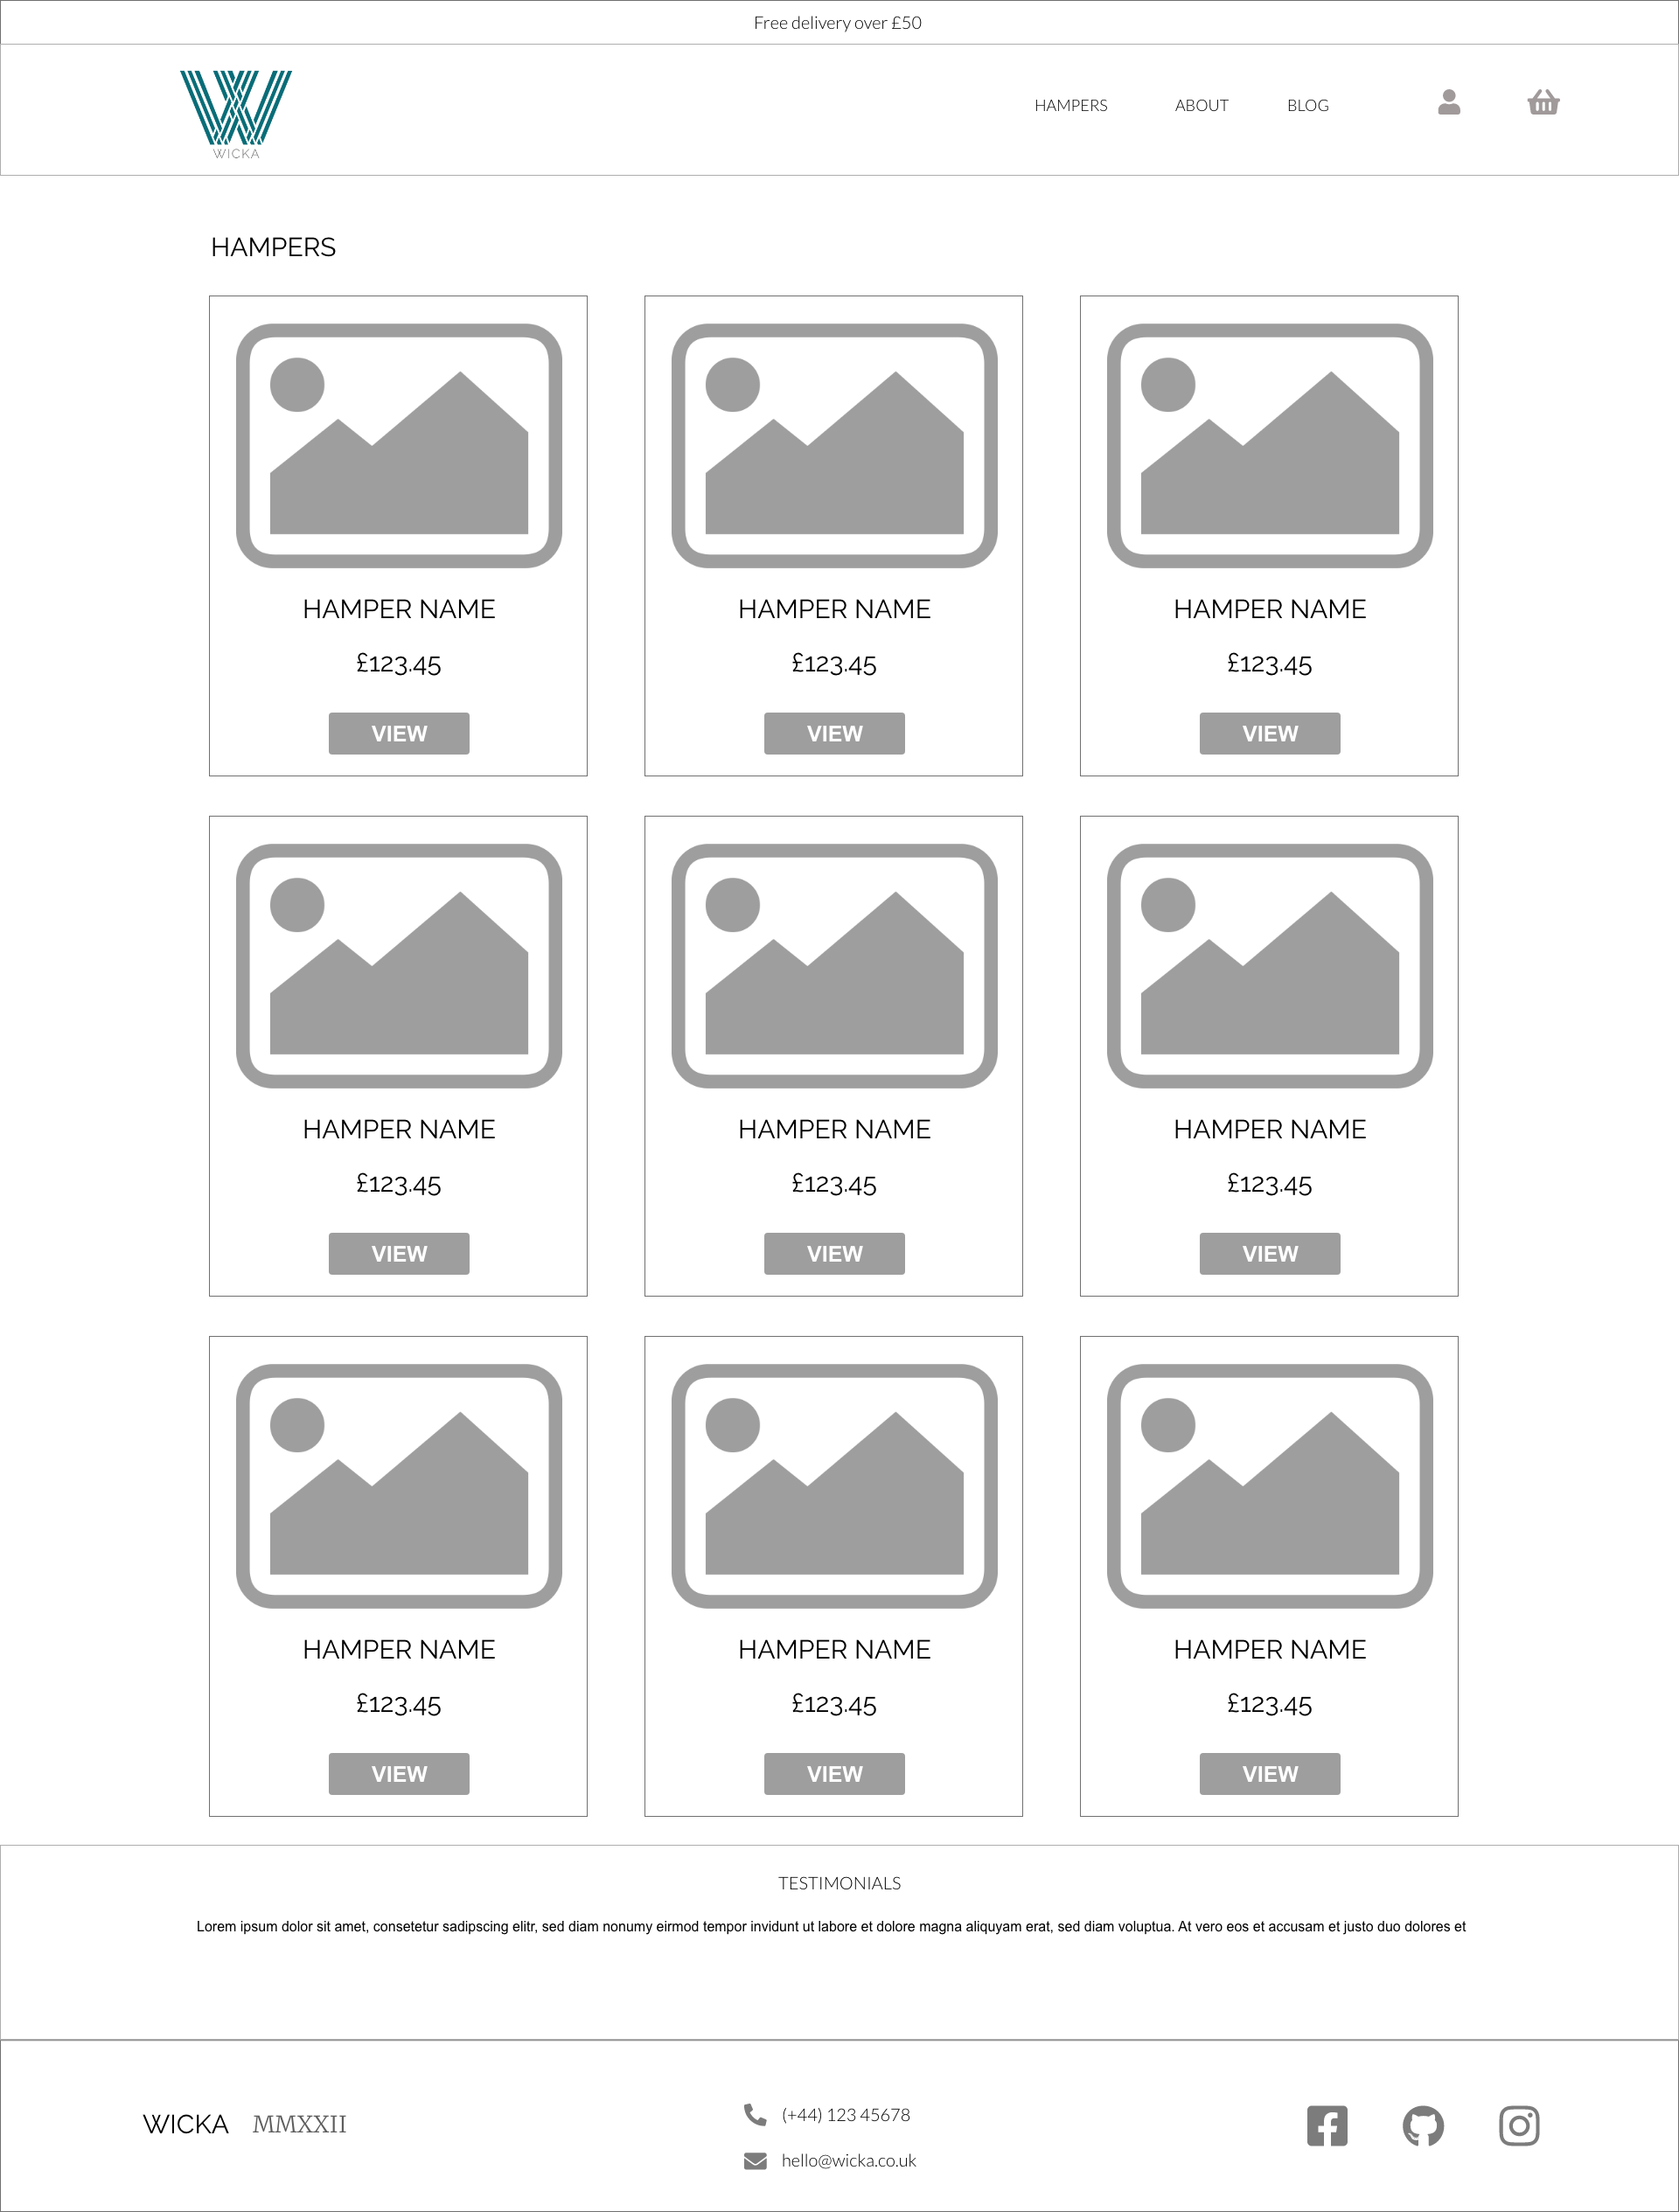 Free delivery over £50
WICKA
HAMPERS ABOUT BLOG
HAMPERS
HAMPER NAME HAMPER NAME HAMPER NAME
£123.45 £123.45 £123.45
VIEW VIEW VIEW
HAMPER NAME HAMPER NAME HAMPER NAME
£123.45 £123.45 £123.45
VIEW VIEW VIEW
HAMPER NAME HAMPER NAME HAMPER NAME
£123.45 £123.45 £123.45
VIEW VIEW VIEW
TESTIMONIALS
Lorem ipsum dolor sit amet, consetetur sadipscing elitr, sed diam nonumy eirmod tempor invidunt ut labore et dolore magna aliquyam erat, sed diam voluptua. At vero eos et accusam et justo duo dolores et
WICKA MMXXII
(+44) 123 45678
hello@wicka.co.uk